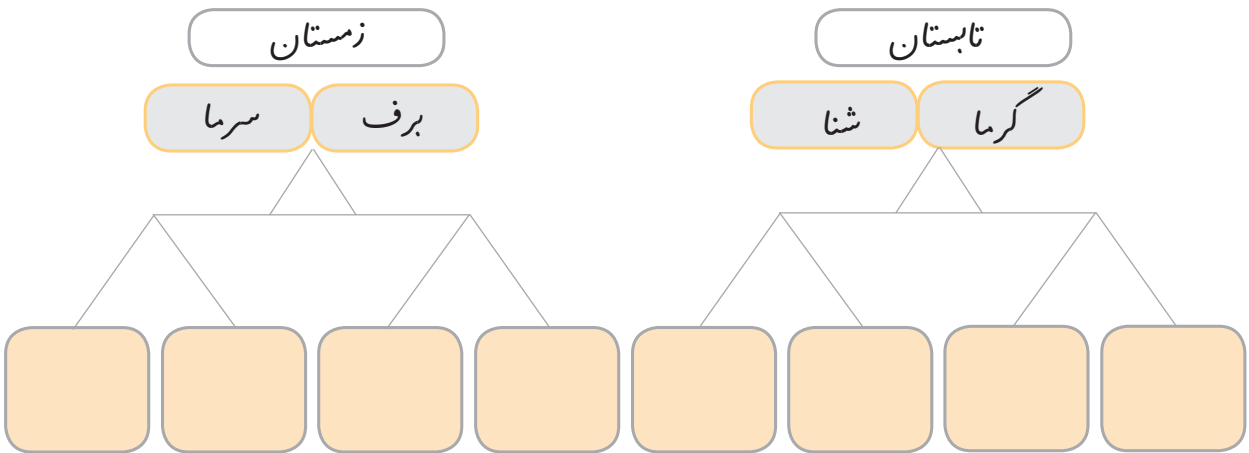 تابستان
زمستان
گرما
شنا
برف
سرما